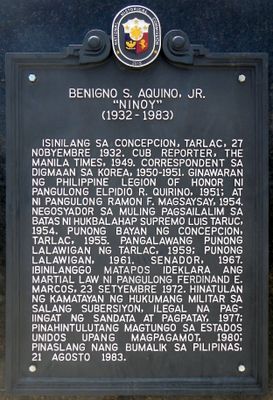 BENIGNO S. AQUINO, JR.
"NINOY"
(1932-1983)
ISINILANG SA CONCEPCION, TARLAC, 27
NOBYEMBRE 1932. CUB REPORTER, THE
MANILA TIMES, 1949. CORRESPONDENT SA
DIGMAAN SA KOREA, 1950-1951. GINAWARAN
NG PHILIPPINE LEGION OF HONOR NI
PANGULONG ELPIDIO R. QUIRINO, 1951; AT
NI PANGULONG RAMON F. MAGSAYSAY, 1954.
NEGOSYADOR SA MULING PAGSAILALIM SA
BATAS NI HUKBALAHAP SUPREMO LUIS TARUC,
1954. PUNONG BAYAN NG CONCEPCION,
TARLAC, 1955. PANGALAWANG PUNONG
LALAWIGAN NG TARLAC, 1959; PUNONG
LALAWIGAN, 1961. SENADOR, 1967.
IBINILANGGO MATAPOS IDEKLARA ANG
MARTIAL LAW NI PANGULONG FERDINAND E.
MARCOS, 23 SETYEMBRE 1972. HINATULAN
NG KAMATAYAN NG HUKUMANG MILITAR SA
SALANG SUBERSIYON, ILEGAL NA PAG-
IINGAT NG SANDATA AT PAGPATAY, 1977;
PINAHINTULUTANG MAGTUNGO SA ESTADOS
UNIDOS UPANG MAGPAGAMOT, 1980;
PINASLANG NANG BUMALIK SA PILIPINAS,
21 AGOSTO 1983.